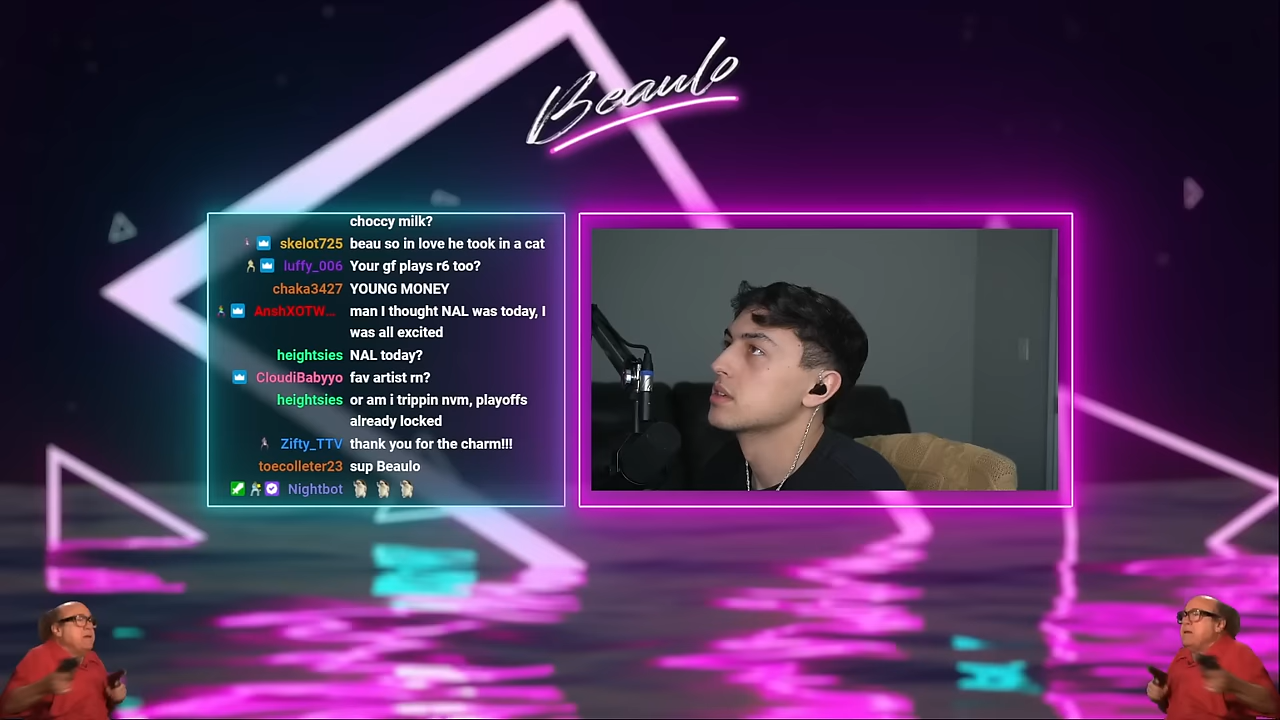 Beaulo
choccy milk?
skelot725 beau so in love he took in a cat
luffy_006 Your gf plays r6 too?
chaka3427 YOUNG MONEY
AnshXOTW... man I thought NAL was today, I
was all excited
heightsies NAL today?
CloudiBabyyo fav artist rn?
heightsies or am i trippin nvm, playoffs
already locked
Zifty_TTV thank you for the charm!!!
toecolleter23 sup Beaulo
Nightbot